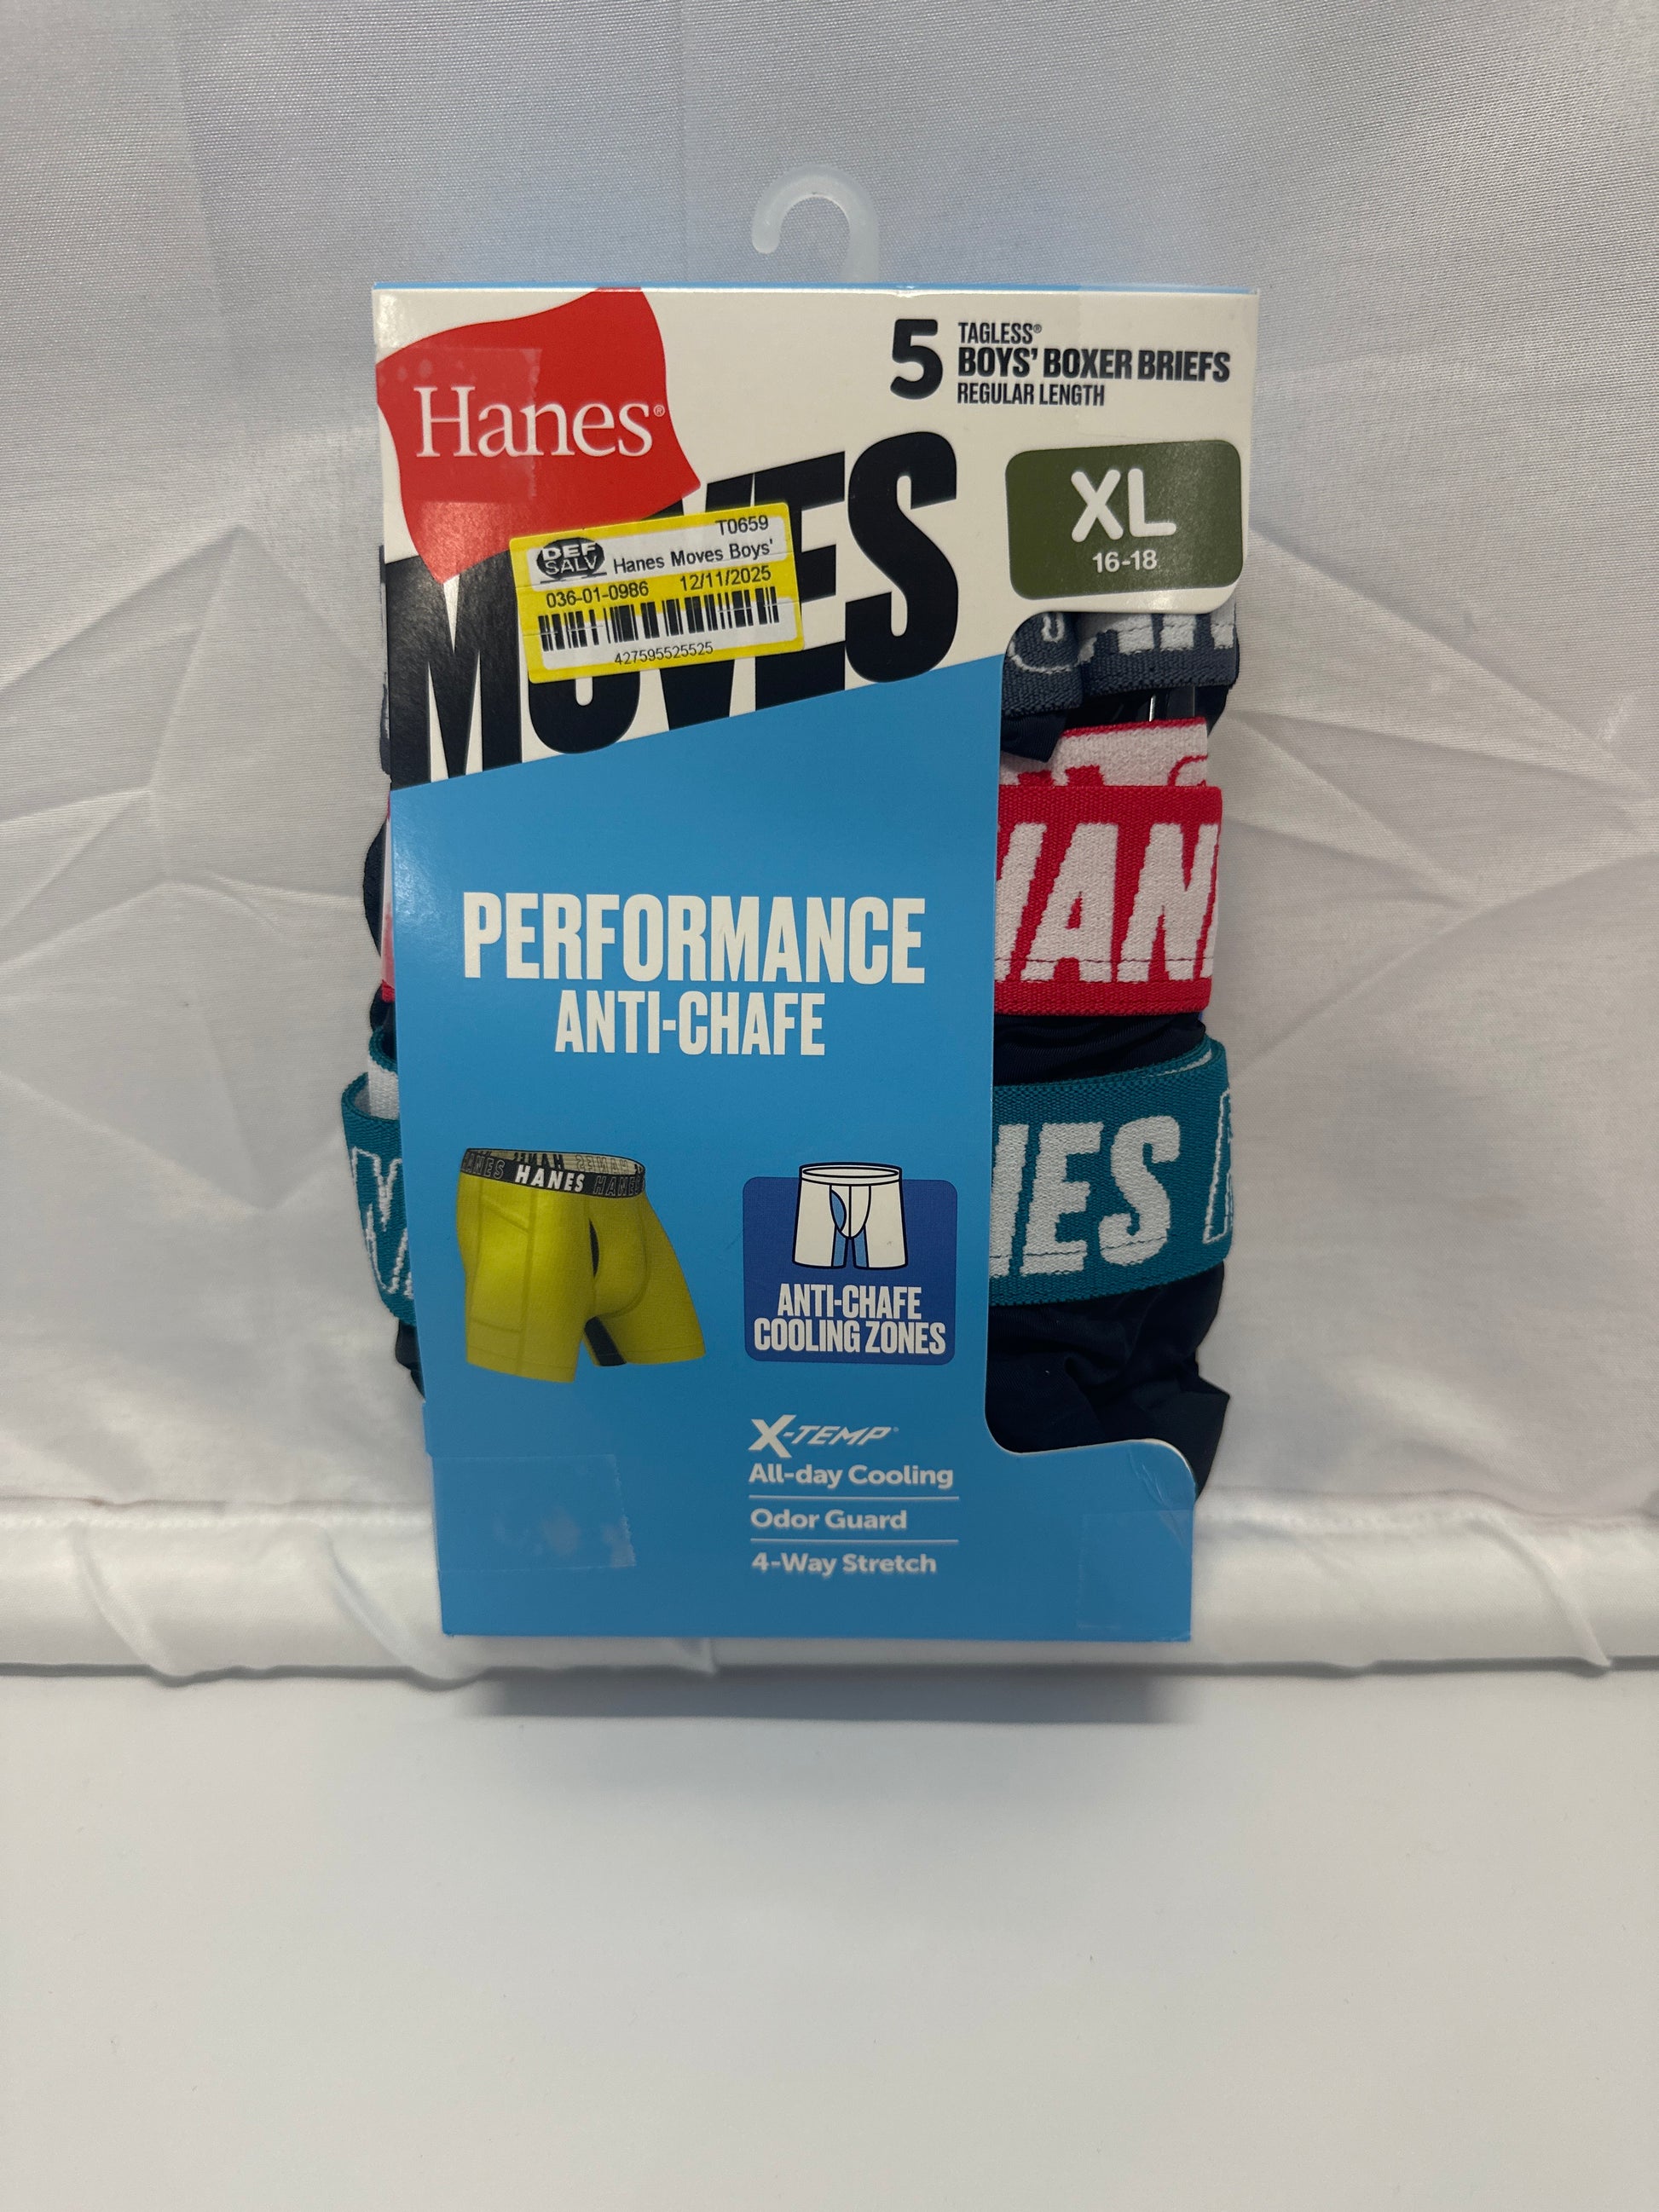 Hanes®
5
TAGLESS®
BOYS' BOXER BRIEFS
REGULAR LENGTH
MOVES
XL
16-18
T0659
DEF
SALV
Hanes Moves Boys'
036-01-0986 12/11/2025
427595525525
PERFORMANCE
ANTI-CHAFE
HANES
ANTI-CHAFE
COOLING ZONES
X-TEMP
All-day Cooling
Odor Guard
4-Way Stretch